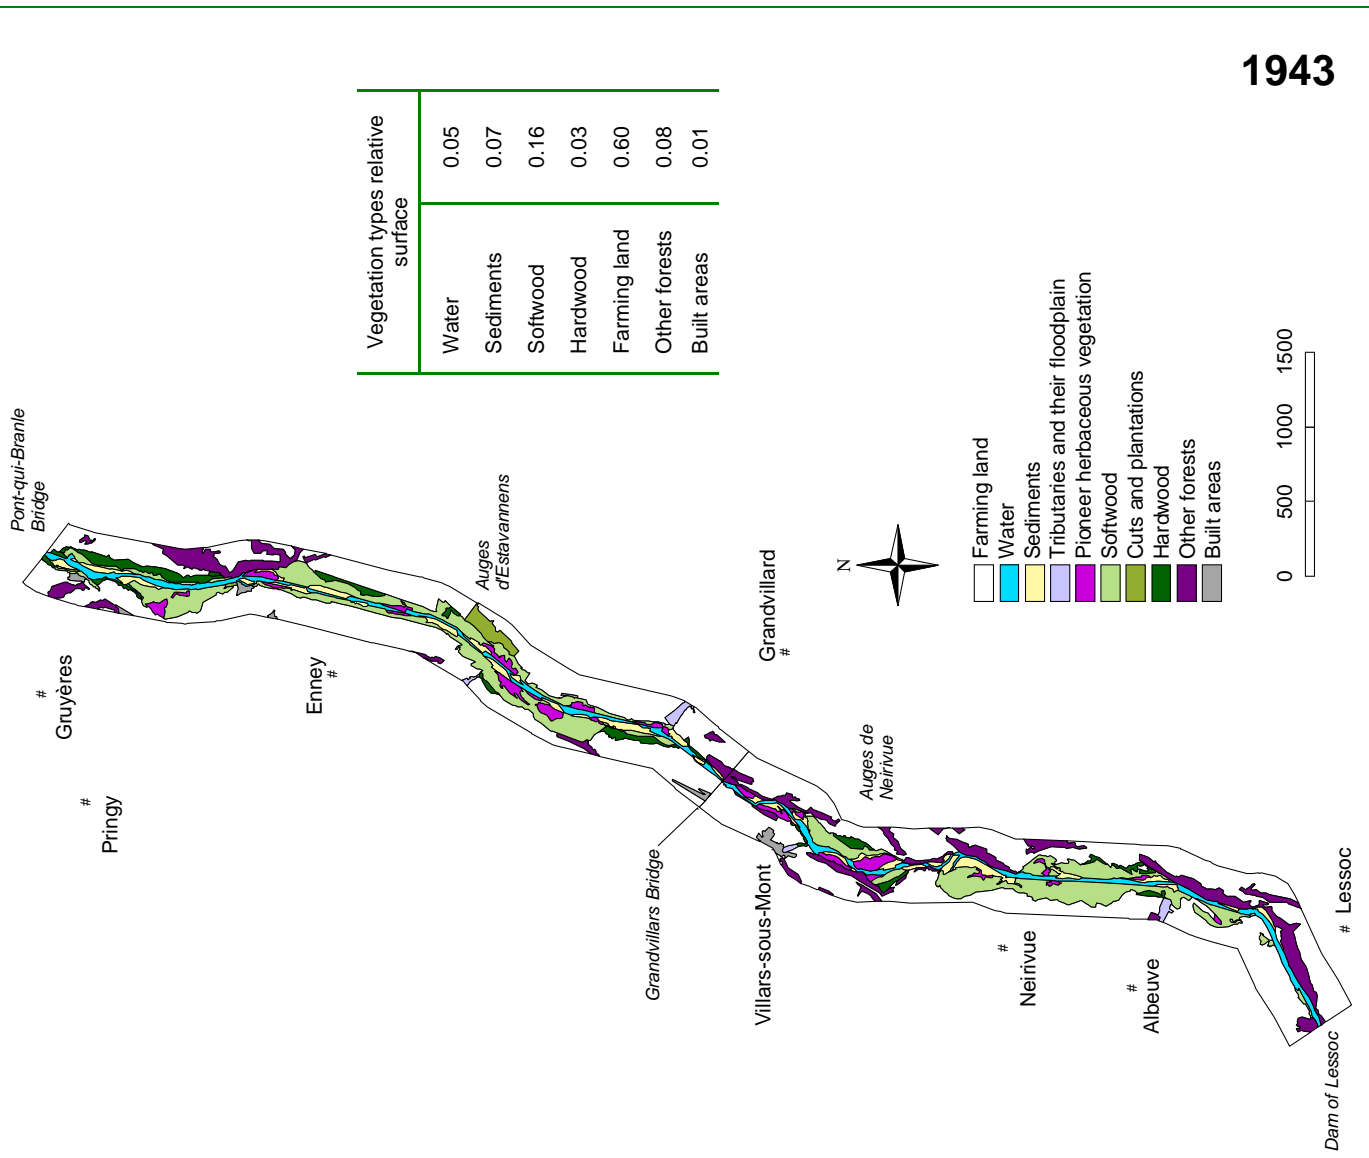 1943
Vegetation types relative
surface
Water 0.05
Sediments 0.07
Softwood 0.16
Hardwood 0.03
Farming land 0.60
Other forests 0.08
Built areas 0.01
Pont-qui-Branle
Bridge
# Gruyères
# Pringy
Enney #
Auges
d'Estavannens
Grandvillard #
Grandvillars Bridge
Villars-sous-Mont
Auges de
Neirivue
# Neirivue
# Albeuve
# Lessoc
Dam of Lessoc
N
Farming land
Water
Sediments
Tributaries and their floodplain
Pioneer herbaceous vegetation
Softwood
Cuts and plantations
Hardwood
Other forests
Built areas
0 500 1000 1500